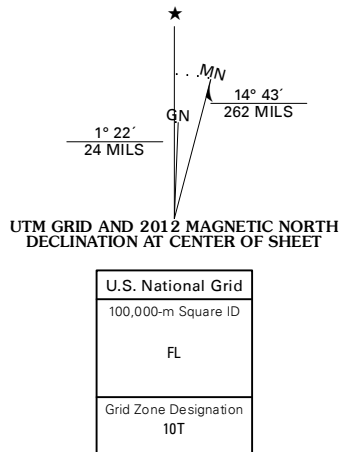 ★
MN
GN
14° 43´
262 MILS
1° 22´
24 MILS
UTM GRID AND 2012 MAGNETIC NORTH
DECLINATION AT CENTER OF SHEET
U.S. National Grid
100,000-m Square ID
FL
Grid Zone Designation
10T